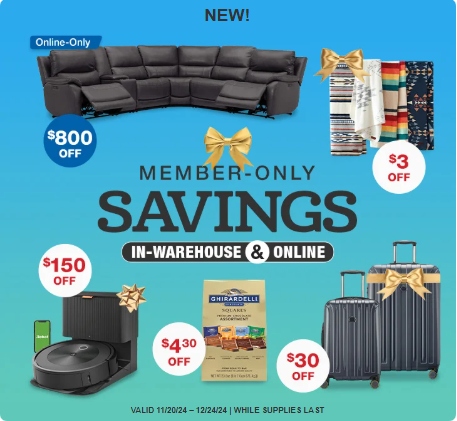 NEW!
Online-Only
$800
OFF
$3
OFF
MEMBER-ONLY
SAVINGS
IN-WAREHOUSE & ONLINE
$150
OFF
GHIRARDELLI
SQUARES
$4.30
OFF
$30
OFF
VALID 11/20/24 – 12/24/24 | WHILE SUPPLIES LAST